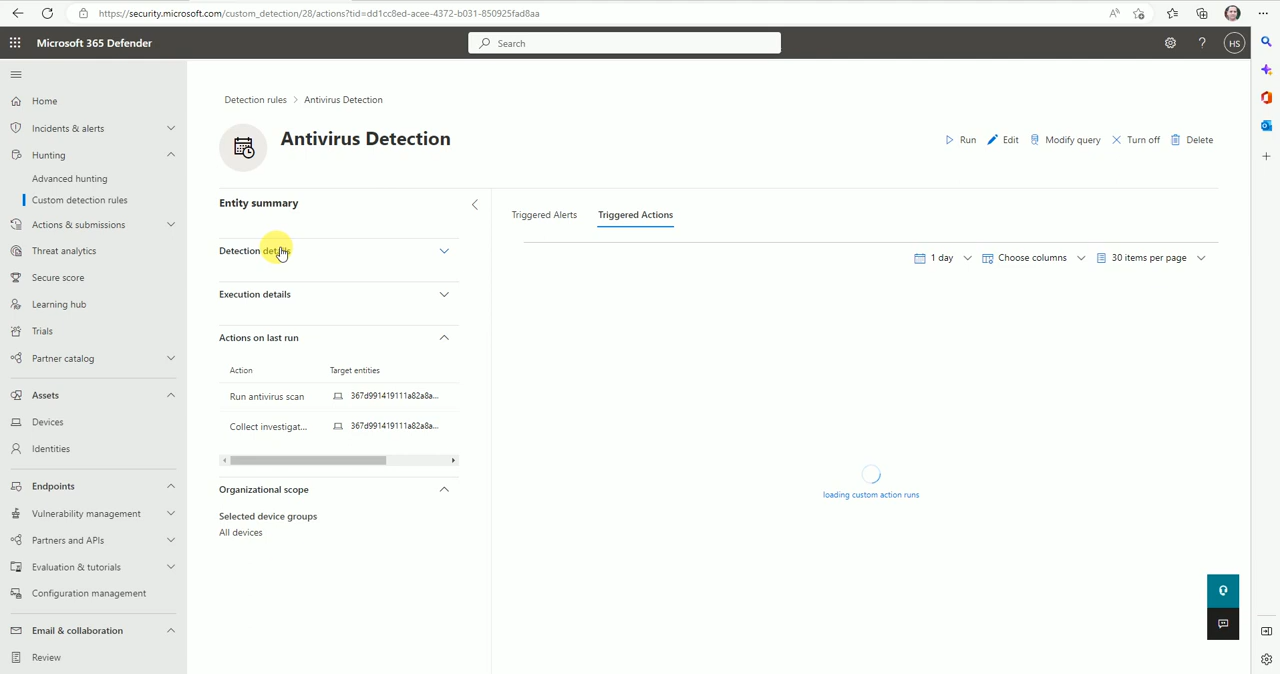 https://security.microsoft.com/custom_detection/28/actions?tid=dd1cc8ed-acee-4372-b031-850925fad8aa
Microsoft 365 Defender
Search
HS
Home
Incidents & alerts
Hunting
Advanced hunting
Custom detection rules
Actions & submissions
Threat analytics
Secure score
Learning hub
Trials
Partner catalog
Assets
Devices
Identities
Endpoints
Vulnerability management
Partners and APIs
Evaluation & tutorials
Configuration management
Email & collaboration
Review
Detection rules > Antivirus Detection
Antivirus Detection
Run
Edit
Modify query
Turn off
Delete
Entity summary
Detection details
Execution details
Actions on last run
Action Target entities
Run antivirus scan 367d991419111a82a8a...
Collect investigat... 367d991419111a82a8a...
Organizational scope
Selected device groups
All devices
Triggered Alerts
Triggered Actions
1 day
Choose columns
30 items per page
loading custom action runs